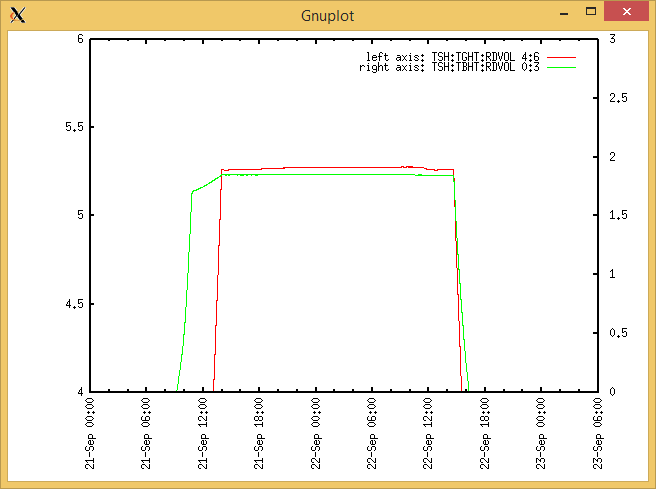 Gnuplot
left axis: TSH:TGHT:RDVOL 4:6
right axis: TSH:TBHT:RDVOL 0:3
6
5.5
5
4.5
4
3
2.5
2
1.5
1
0.5
0
21-Sep 00:00
21-Sep 06:00
21-Sep 12:00
21-Sep 18:00
22-Sep 00:00
22-Sep 06:00
22-Sep 12:00
22-Sep 18:00
23-Sep 00:00
23-Sep 06:00